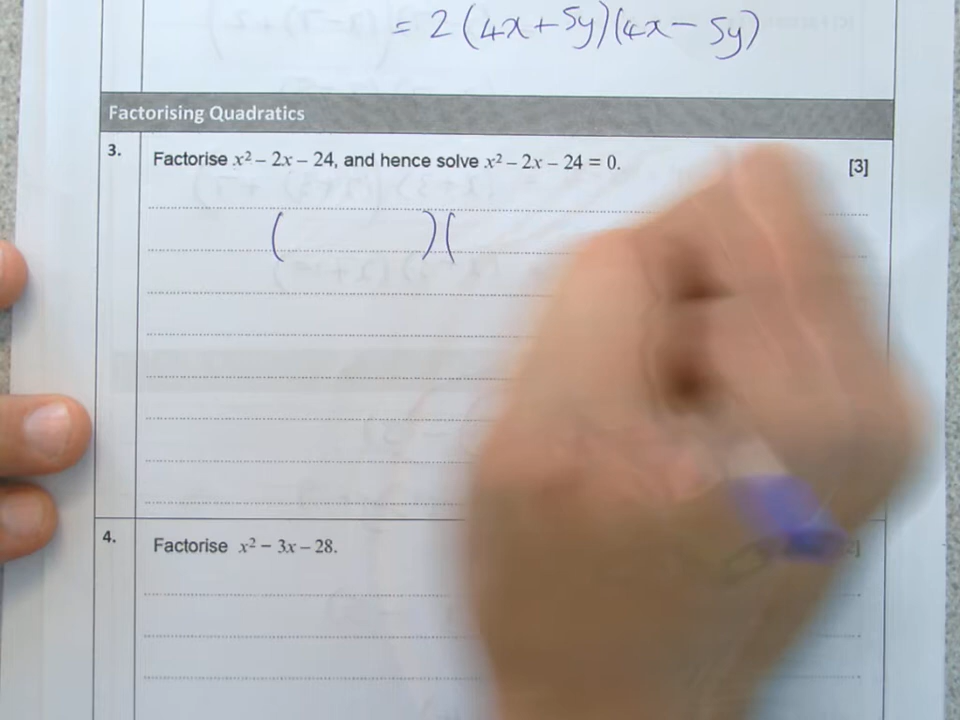 = 2 (4x+5y)(4x – 5y)
Factorising Quadratics
3. Factorise x² – 2x – 24, and hence solve x² – 2x – 24 = 0. [3]
( )(
4. Factorise x² – 3x – 28.